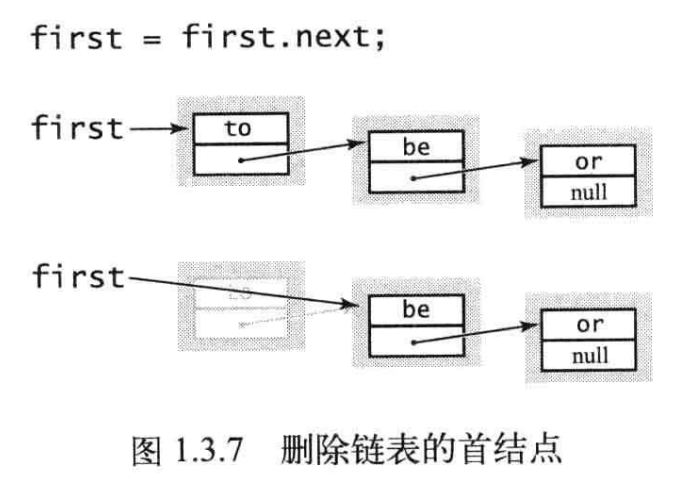 first = first.next;
first
to
be
or
null
first
to
be
or
null
图 1.3.7 删除链表的首结点